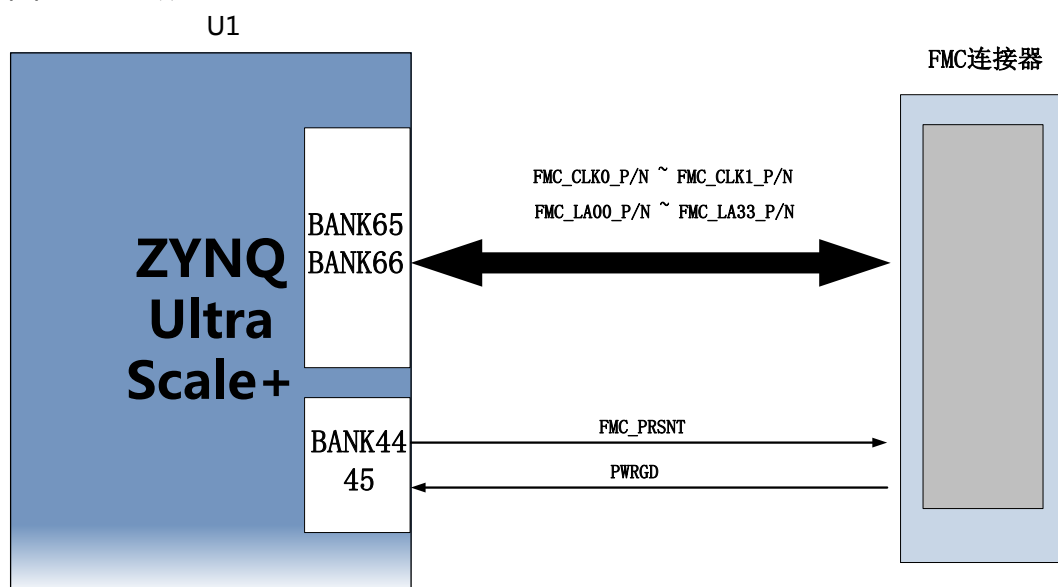 U1
FMC连接器
FMC_CLK0_P/N ~ FMC_CLK1_P/N
FMC_LA00_P/N ~ FMC_LA33_P/N
BANK65
BANK66
ZYNQ
Ultra
Scale+
BANK44
45
FMC_PRSNT
PWRGD